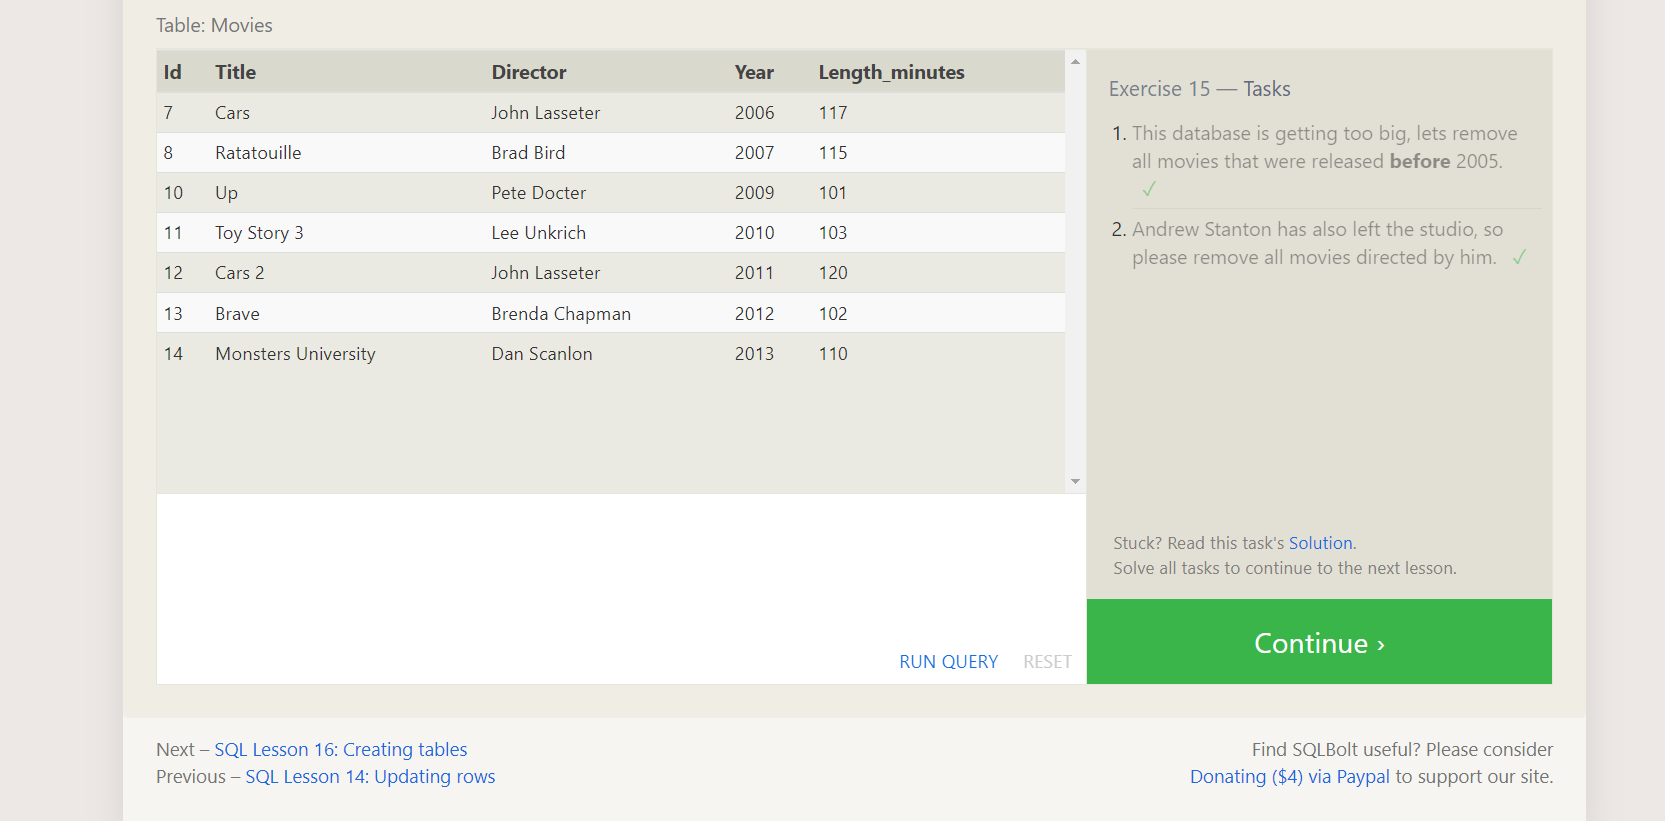 Table: Movies
Id Title Director Year Length_minutes
7 Cars John Lasseter 2006 117
8 Ratatouille Brad Bird 2007 115
10 Up Pete Docter 2009 101
11 Toy Story 3 Lee Unkrich 2010 103
12 Cars 2 John Lasseter 2011 120
13 Brave Brenda Chapman 2012 102
14 Monsters University Dan Scanlon 2013 110
RUN QUERY RESET
Exercise 15 — Tasks
1. This database is getting too big, lets remove
all movies that were released before 2005.
✓
2. Andrew Stanton has also left the studio, so
please remove all movies directed by him. ✓
Stuck? Read this task's Solution.
Solve all tasks to continue to the next lesson.
Continue ›
Next – SQL Lesson 16: Creating tables
Previous – SQL Lesson 14: Updating rows
Find SQLBolt useful? Please consider
Donating ($4) via Paypal to support our site.